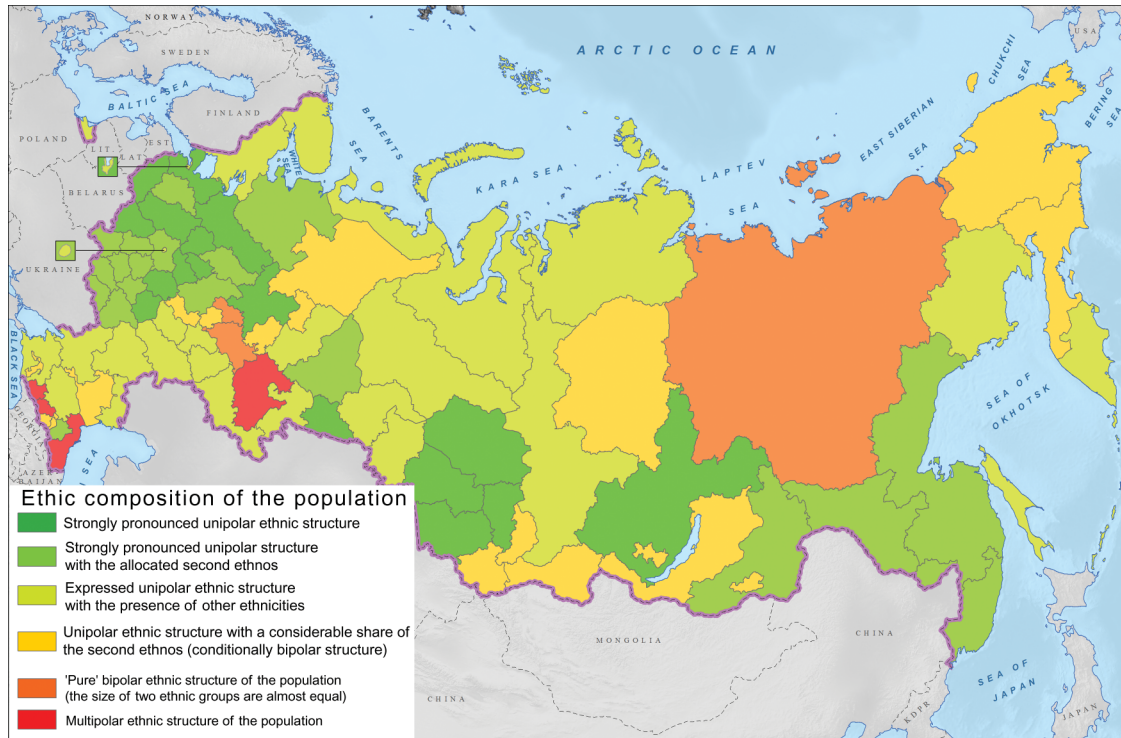 NORWAY
SWEDEN
FINLAND
BALTIC SEA
POLAND
LIT.
LAT.
EST.
BELARUS
UKRAINE
BLACK SEA
GEORGIA
AZER
BAIJAN
I SEA
WHITE
SEA
BARENTS
SEA
KARA SEA
ARCTIC OCEAN
LAPTEV
SEA
EAST SIBERIAN
SEA
CHUKCHI
SEA
USA
BERING
SEA
SEA OF
OKHOTSK
SEA OF
JAPAN
JAPAN
KDPR
CHINA
MONGOLIA
CHINA
Ethic composition of the population
Strongly pronounced unipolar ethnic structure
Strongly pronounced unipolar structure
with the allocated second ethnos
Expressed unipolar ethnic structure
with the presence of other ethnicities
Unipolar ethnic structure with a considerable share of
the second ethnos (conditionally bipolar structure)
'Pure' bipolar ethnic structure of the population
(the size of two ethnic groups are almost equal)
Multipolar ethnic structure of the population